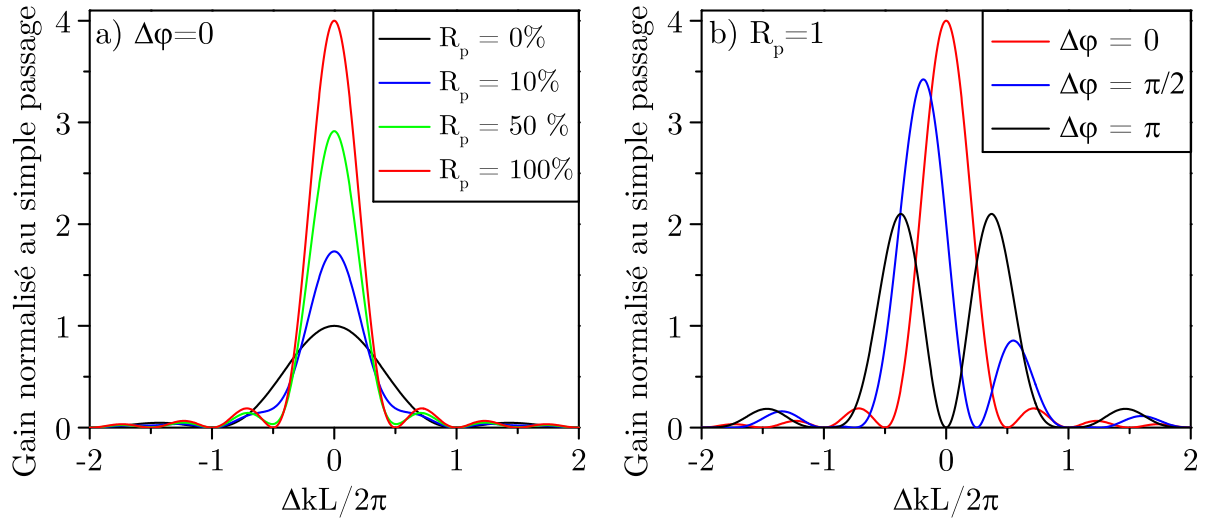 Gain normalisé au simple passage
4
3
2
1
0
a) Δφ=0
R_p = 0%
R_p = 10%
R_p = 50 %
R_p = 100%
-2 -1 0 1 2
ΔkL/2π
Gain normalisé au simple passage
4
3
2
1
0
b) R_p=1
Δφ = 0
Δφ = π/2
Δφ = π
-2 -1 0 1 2
ΔkL/2π